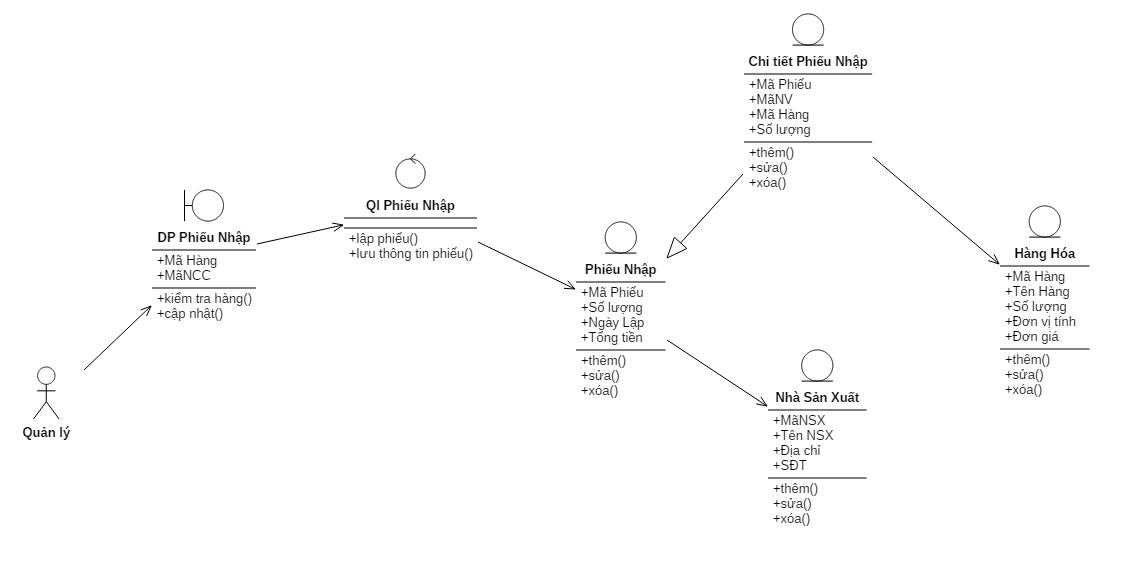 Chi tiết Phiếu Nhập
+Mã Phiếu
+MãNV
+Mã Hàng
+Số lượng
+thêm()
+sửa()
+xóa()
Ql Phiếu Nhập
+lập phiếu()
+lưu thông tin phiếu()
DP Phiếu Nhập
+Mã Hàng
+MãNCC
+kiểm tra hàng()
+cập nhật()
Quản lý
Phiếu Nhập
+Mã Phiếu
+Số lượng
+Ngày Lập
+Tổng tiền
+thêm()
+sửa()
+xóa()
Hàng Hóa
+Mã Hàng
+Tên Hàng
+Số lượng
+Đơn vị tính
+Đơn giá
+thêm()
+sửa()
+xóa()
Nhà Sản Xuất
+MãNSX
+Tên NSX
+Địa chỉ
+SĐT
+thêm()
+sửa()
+xóa()